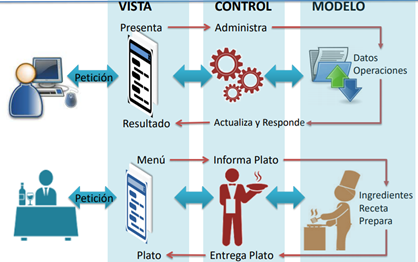 VISTA
CONTROL
MODELO
Presenta
Administra
Datos
Operaciones
Petición
Resultado
Actualiza y Responde
Menú
Informa Plato
Petición
Ingredientes
Receta
Prepara
Plato
Entrega Plato